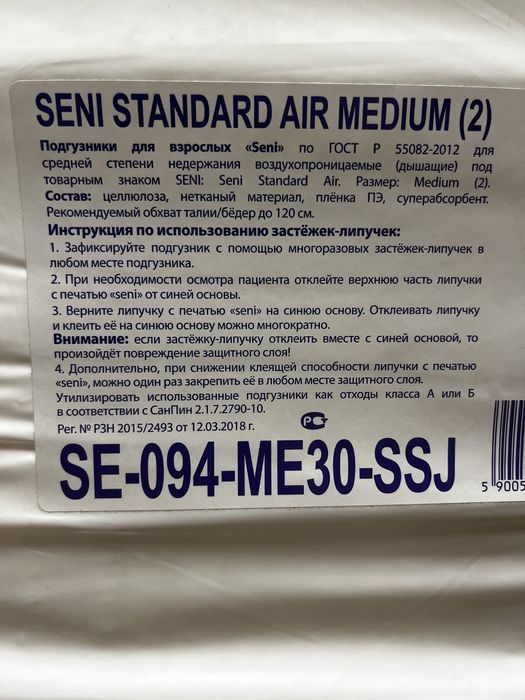 SENI STANDARD AIR MEDIUM (2)
Подгузники для взрослых «Seni» по ГОСТ Р 55082-2012 для
средней степени недержания воздухопроницаемые (дышащие) под
товарным знаком SENI: Seni Standard Air. Размер: Medium (2).
Состав: целлюлоза, нетканый материал, плёнка ПЭ, суперабсорбент.
Рекомендуемый обхват талии/бёдер до 120 см.
Инструкция по использованию застёжек-липучек:
1. Зафиксируйте подгузник с помощью многоразовых застёжек-липучек в
любом месте подгузника.
2. При необходимости осмотра пациента отклейте верхнюю часть липучки
с печатью «seni» от синей основы.
3. Верните липучку с печатью «seni» на синюю основу. Отклеивать липучку
и клеить её на синюю основу можно многократно.
Внимание: если застёжку-липучку отклеить вместе с синей основой, то
произойдёт повреждение защитного слоя!
4. Дополнительно, при снижении клеящей способности липучки с печатью
«seni», можно один раз закрепить её в любом месте защитного слоя.
Утилизировать использованные подгузники как отходы класса А или Б
в соответствии с СанПин 2.1.7.2790-10.
Рег. № РЗН 2015/2493 от 12.03.2018 г.
SE-094-ME30-SSJ
5 9005